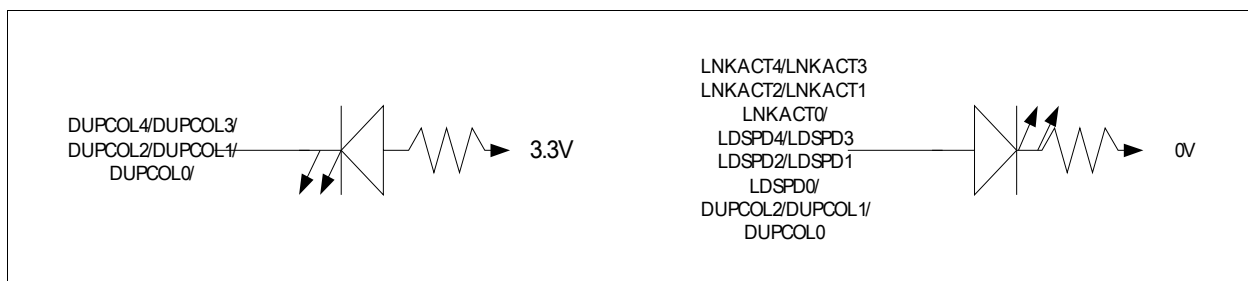 DUPCOL4/DUPCOL3/
DUPCOL2/DUPCOL1/
DUPCOL0/
3.3V
LNKACT4/LNKACT3
LNKACT2/LNKACT1
LNKACT0/
LDSPD4/LDSPD3
LDSPD2/LDSPD1
LDSPD0/
DUPCOL2/DUPCOL1/
DUPCOL0
0V